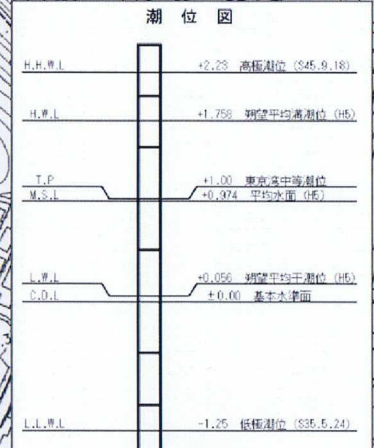 潮位図
H.H.W.L +2.23 高極潮位 (S45.9.18)
H.W.L +1.758 朔望平均満潮位 (H5)
T.P +1.00 東京湾中等潮位
M.S.L +0.974 平均水面 (H5)
L.W.L +0.056 朔望平均干潮位 (H5)
C.D.L ±0.00 基本水準面
L.L.W.L -1.25 低極潮位 (S35.5.24)